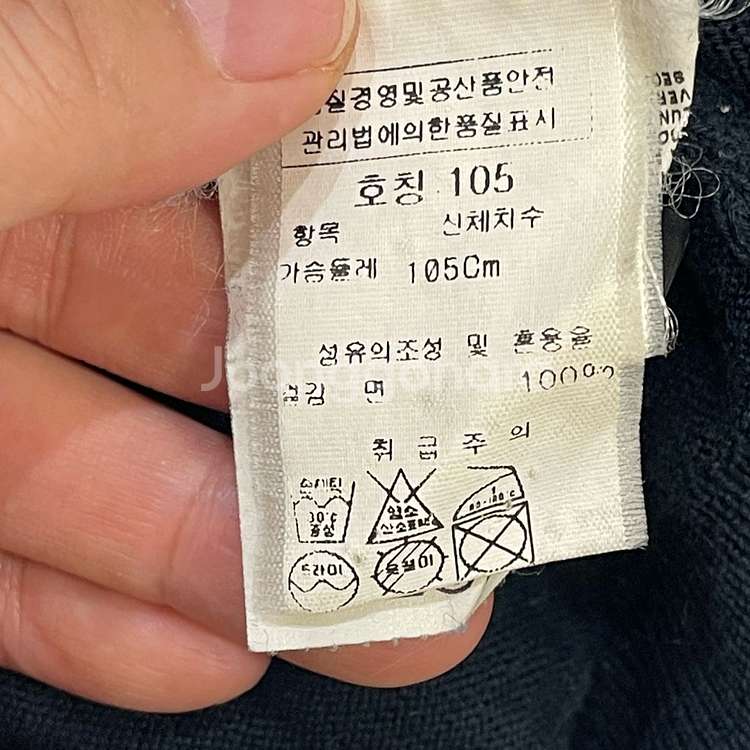 품질경영및공산품안전
관리법에의한품질표시
호칭 105
항목 신체치수
가슴둘레 105Cm
섬유의조성 및 혼용율
겉감 면 100%
취급주의
손세탁
30℃
중성
염소
산소표백
80-120℃
드라이